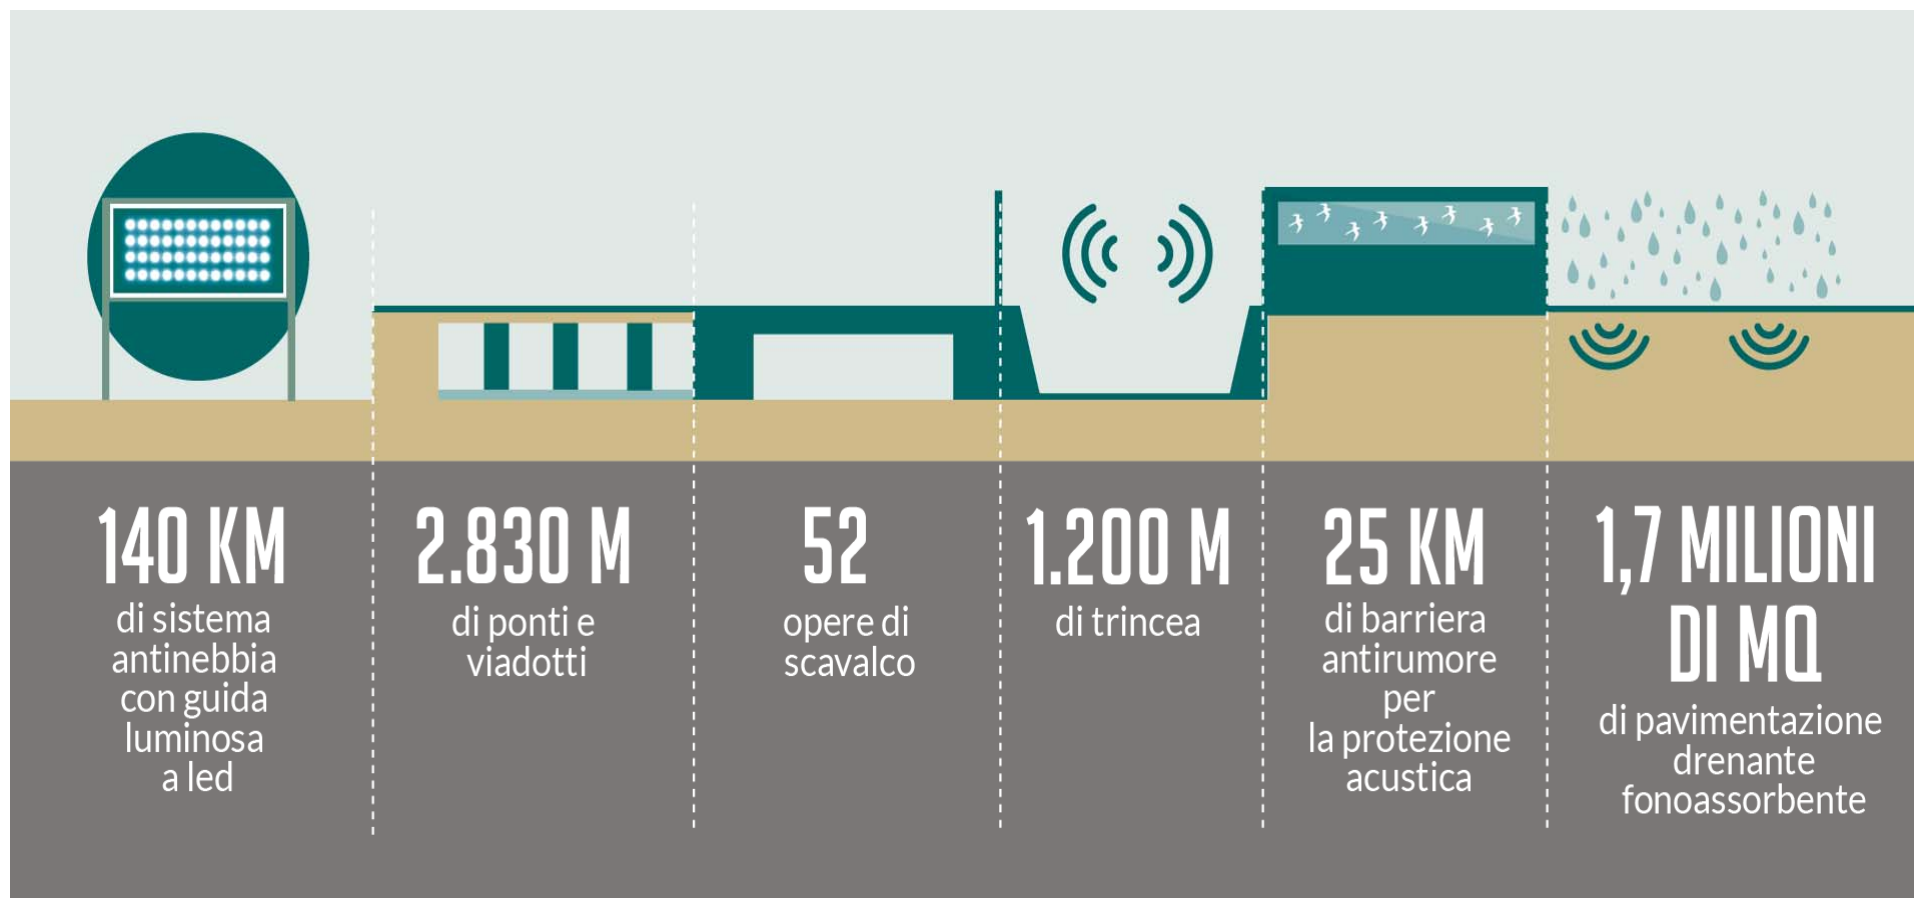 140 KM
di sistema
antinebbia
con guida
luminosa
a led
2.830 M
di ponti e
viadotti
52
opere di
scavalco
1.200 M
di trincea
25 KM
di barriera
antirumore
per
la protezione
acustica
1,7 MILIONI
DI MQ
di pavimentazione
drenante
fonoassorbente